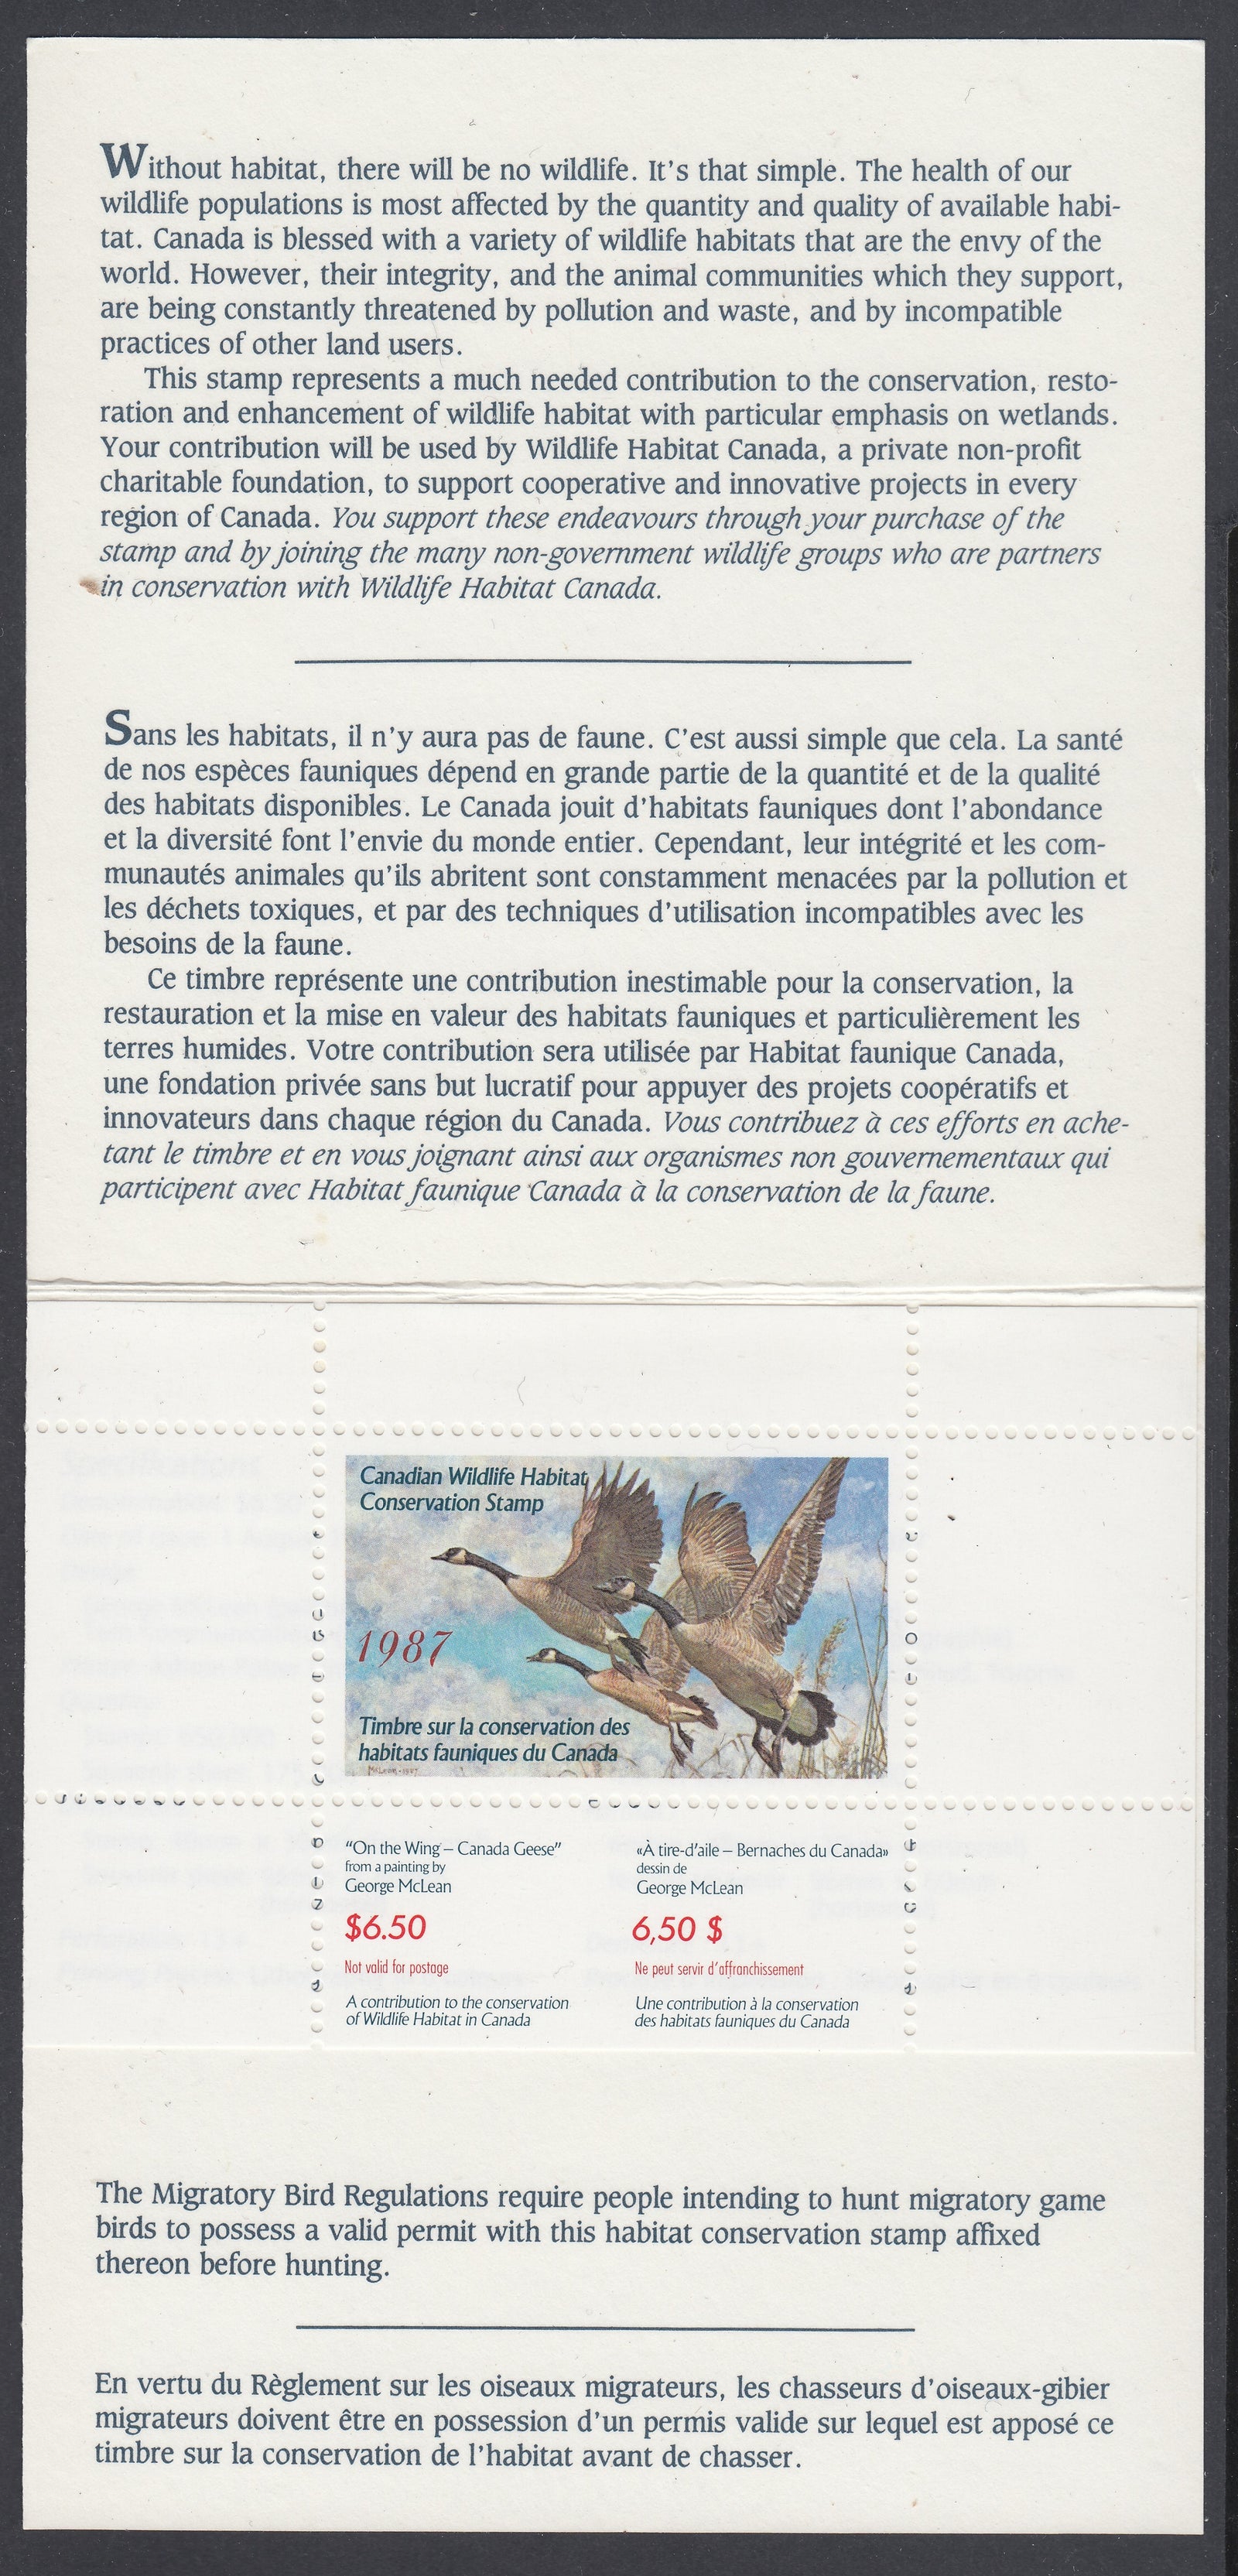 Without habitat, there will be no wildlife. It's that simple. The health of our
wildlife populations is most affected by the quantity and quality of available habi-
tat. Canada is blessed with a variety of wildlife habitats that are the envy of the
world. However, their integrity, and the animal communities which they support,
are being constantly threatened by pollution and waste, and by incompatible
practices of other land users.
This stamp represents a much needed contribution to the conservation, resto-
ration and enhancement of wildlife habitat with particular emphasis on wetlands.
Your contribution will be used by Wildlife Habitat Canada, a private non-profit
charitable foundation, to support cooperative and innovative projects in every
region of Canada. You support these endeavours through your purchase of the
stamp and by joining the many non-government wildlife groups who are partners
in conservation with Wildlife Habitat Canada.
Sans les habitats, il n'y aura pas de faune. C'est aussi simple que cela. La santé
de nos espèces fauniques dépend en grande partie de la quantité et de la qualité
des habitats disponibles. Le Canada jouit d'habitats fauniques dont l'abondance
et la diversité font l'envie du monde entier. Cependant, leur intégrité et les com-
munautés animales qu'ils abritent sont constamment menacées par la pollution et
les déchets toxiques, et par des techniques d'utilisation incompatibles avec les
besoins de la faune.
Ce timbre représente une contribution inestimable pour la conservation, la
restauration et la mise en valeur des habitats fauniques et particulièrement les
terres humides. Votre contribution sera utilisée par Habitat faunique Canada,
une fondation privée sans but lucratif pour appuyer des projets coopératifs et
innovateurs dans chaque région du Canada. Vous contribuez à ces efforts en ache-
tant le timbre et en vous joignant ainsi aux organismes non gouvernementaux qui
participent avec Habitat faunique Canada à la conservation de la faune.
Canadian Wildlife Habitat
Conservation Stamp
1987
Timbre sur la conservation des
habitats fauniques du Canada
McLean-1987
"On the Wing – Canada Geese"
from a painting by
George McLean
$6.50
Not valid for postage
A contribution to the conservation
of Wildlife Habitat in Canada
«À tire-d'aile – Bernaches du Canada»
dessin de
George McLean
6,50 $
Ne peut servir d'affranchissement
Une contribution à la conservation
des habitats fauniques du Canada
The Migratory Bird Regulations require people intending to hunt migratory game
birds to possess a valid permit with this habitat conservation stamp affixed
thereon before hunting.
En vertu du Règlement sur les oiseaux migrateurs, les chasseurs d'oiseaux-gibier
migrateurs doivent être en possession d'un permis valide sur lequel est apposé ce
timbre sur la conservation de l'habitat avant de chasser.